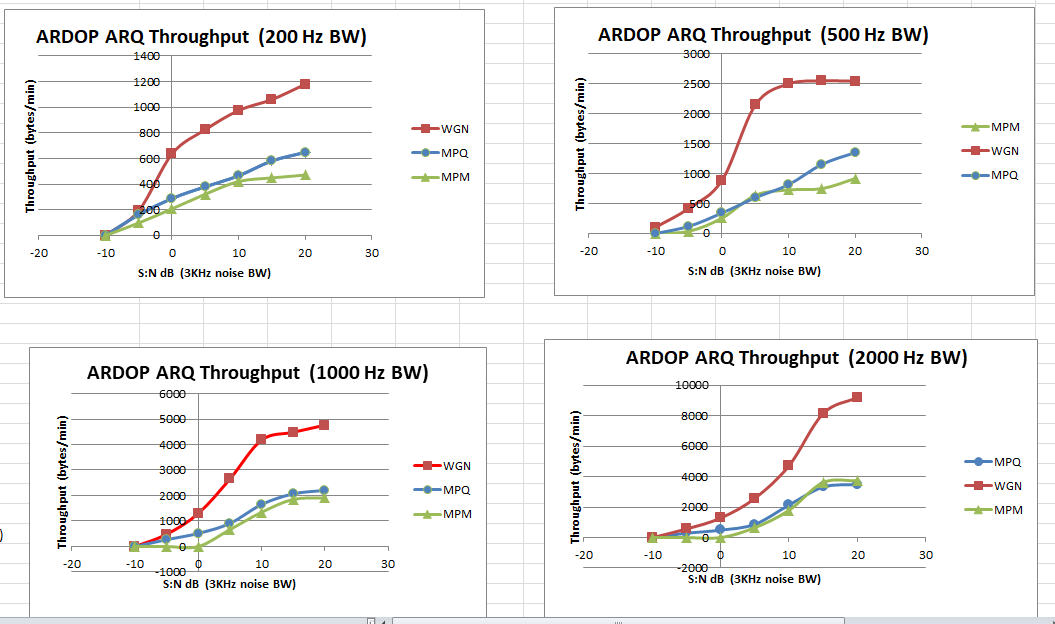 ARDOP ARQ Throughput (200 Hz BW)
Throughput (bytes/min)
1400
1200
1000
800
600
400
200
0
-20 -10 0 10 20 30
S:N dB (3KHz noise BW)
WGN
MPQ
MPM
ARDOP ARQ Throughput (500 Hz BW)
Throughput (bytes/min)
3000
2500
2000
1500
1000
500
0
-20 -10 0 10 20 30
S:N dB (3KHz noise BW)
MPM
WGN
MPQ
ARDOP ARQ Throughput (1000 Hz BW)
Throughput (bytes/min)
6000
5000
4000
3000
2000
1000
0
-1000
-20 -10 0 10 20 30
S:N dB (3KHz noise BW)
WGN
MPQ
MPM
ARDOP ARQ Throughput (2000 Hz BW)
Throughput (bytes/min)
10000
8000
6000
4000
2000
0
-2000
-20 -10 0 10 20 30
S:N dB (3KHz noise BW)
MPQ
WGN
MPM
)